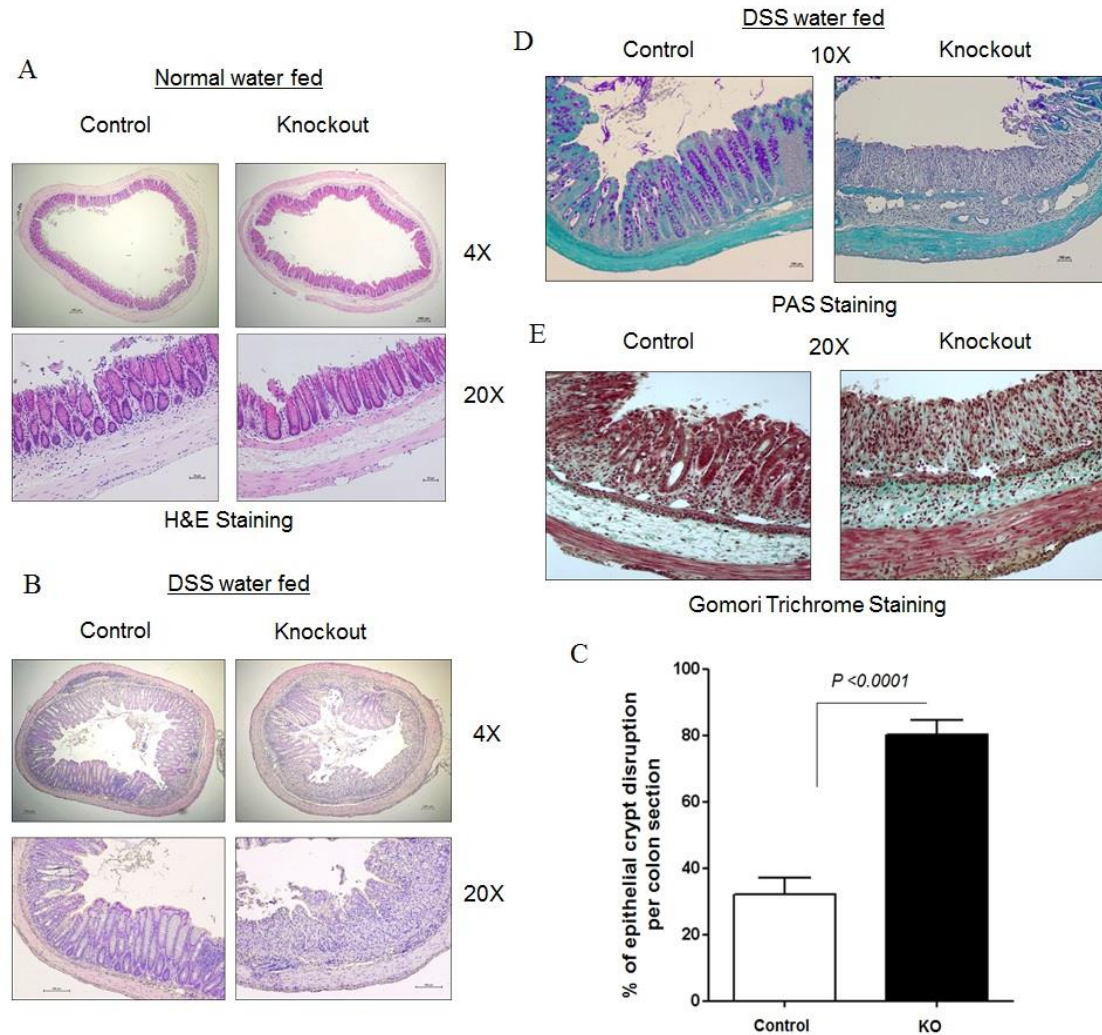 A
Normal water fed
Control
Knockout
4X
20X
H&E Staining
B
DSS water fed
Control
Knockout
4X
20X
DSS water fed
D
Control
10X
Knockout
PAS Staining
E
Control
20X
Knockout
Gomori Trichrome Staining
C
P <0.0001
% of epithelial crypt disruption
per colon section
100
80
60
40
20
0
Control
KO